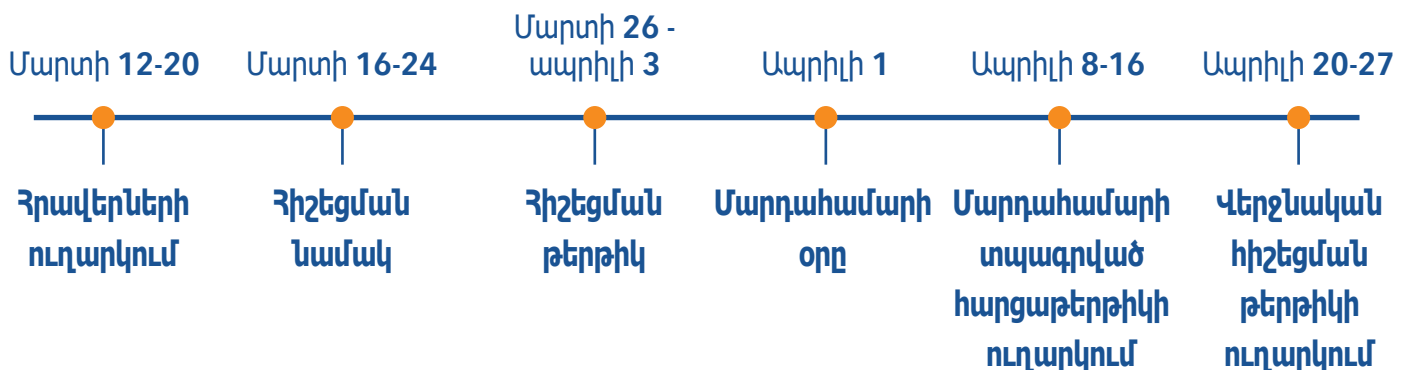 Մարտի 12-20
Մարտի 16-24
Մարտի 26 -
ապրիլի 3
Ապրիլի 1
Ապրիլի 8-16
Ապրիլի 20-27
Հրավերների
ուղարկում
Հիշեցման
նամակ
Հիշեցման
թերթիկ
Մարդահամարի
օրը
Մարդահամարի
տպագրված
հարցաթերթիկի
ուղարկում
Վերջնական
հիշեցման
թերթիկի
ուղարկում